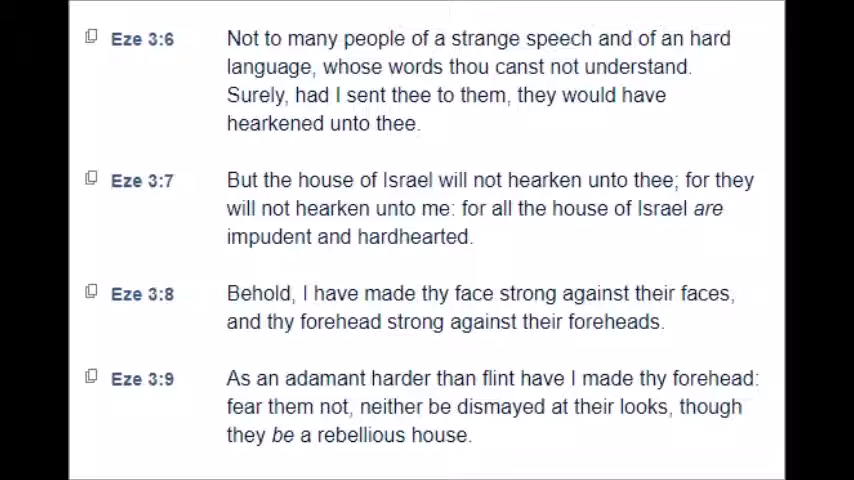 Eze 3:6 Not to many people of a strange speech and of an hard
language, whose words thou canst not understand.
Surely, had I sent thee to them, they would have
hearkened unto thee.
Eze 3:7 But the house of Israel will not hearken unto thee; for they
will not hearken unto me: for all the house of Israel are
impudent and hardhearted.
Eze 3:8 Behold, I have made thy face strong against their faces,
and thy forehead strong against their foreheads.
Eze 3:9 As an adamant harder than flint have I made thy forehead:
fear them not, neither be dismayed at their looks, though
they be a rebellious house.